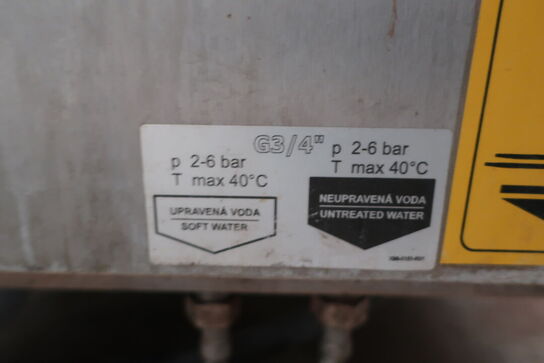 G3/4"
p 2-6 bar
T max 40°C
UPRAVENÁ VODA
SOFT WATER
p 2-6 bar
T max 40°C
NEUPRAVENÁ VODA
UNTREATED WATER